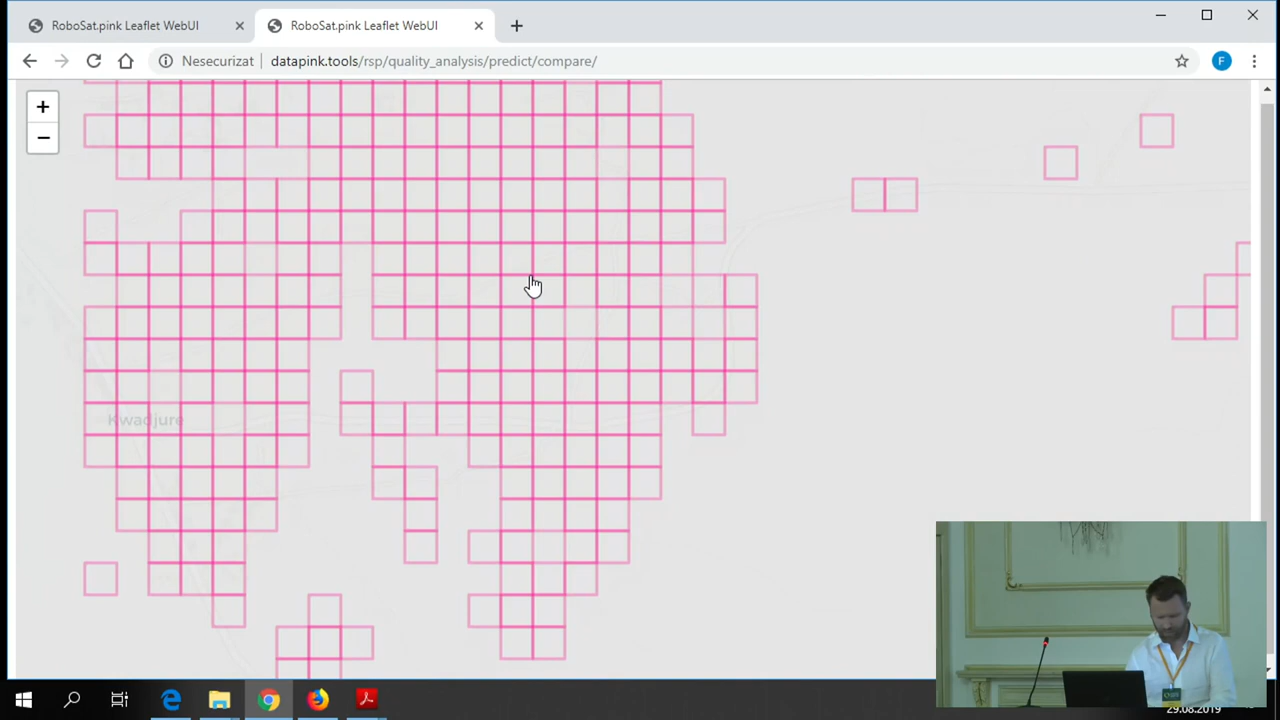 RoboSat.pink Leaflet WebUI
RoboSat.pink Leaflet WebUI
Nesecurizat
datapink.tools/rsp/quality_analysis/predict/compare/
F
+
−
Kwadjure
29.08.2019